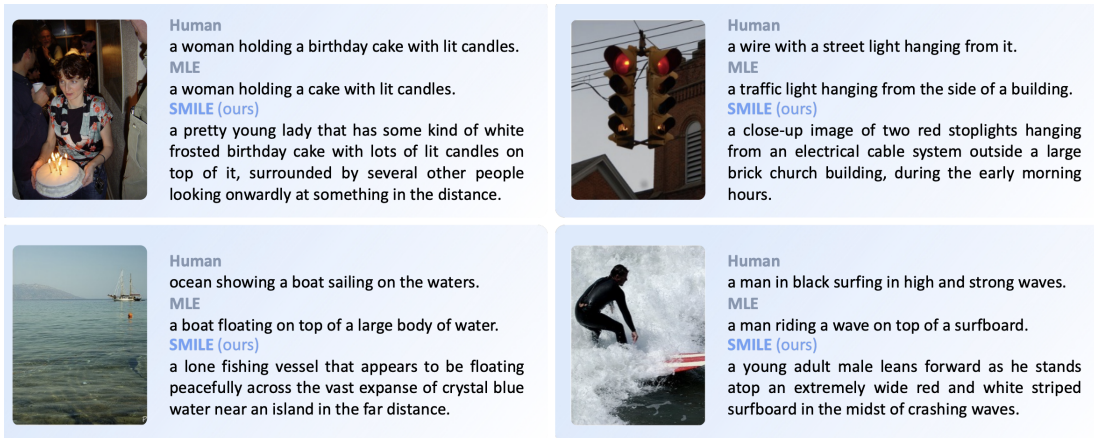 Human
a woman holding a birthday cake with lit candles.
MLE
a woman holding a cake with lit candles.
SMILE (ours)
a pretty young lady that has some kind of white
frosted birthday cake with lots of lit candles on
top of it, surrounded by several other people
looking onwardly at something in the distance.
Human
a wire with a street light hanging from it.
MLE
a traffic light hanging from the side of a building.
SMILE (ours)
a close-up image of two red stoplights hanging
from an electrical cable system outside a large
brick church building, during the early morning
hours.
Human
ocean showing a boat sailing on the waters.
MLE
a boat floating on top of a large body of water.
SMILE (ours)
a lone fishing vessel that appears to be floating
peacefully across the vast expanse of crystal blue
water near an island in the far distance.
Human
a man in black surfing in high and strong waves.
MLE
a man riding a wave on top of a surfboard.
SMILE (ours)
a young adult male leans forward as he stands
atop an extremely wide red and white striped
surfboard in the midst of crashing waves.